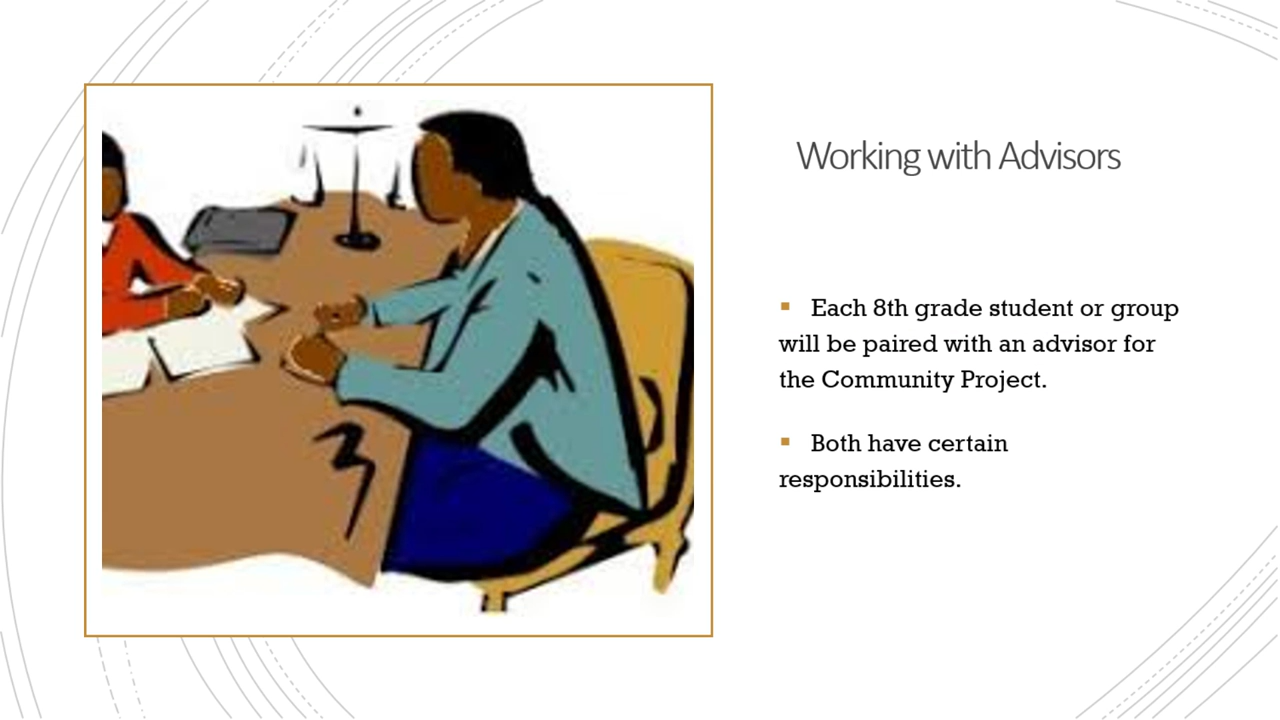 Working with Advisors
▪ Each 8th grade student or group
will be paired with an advisor for
the Community Project.
▪ Both have certain
responsibilities.